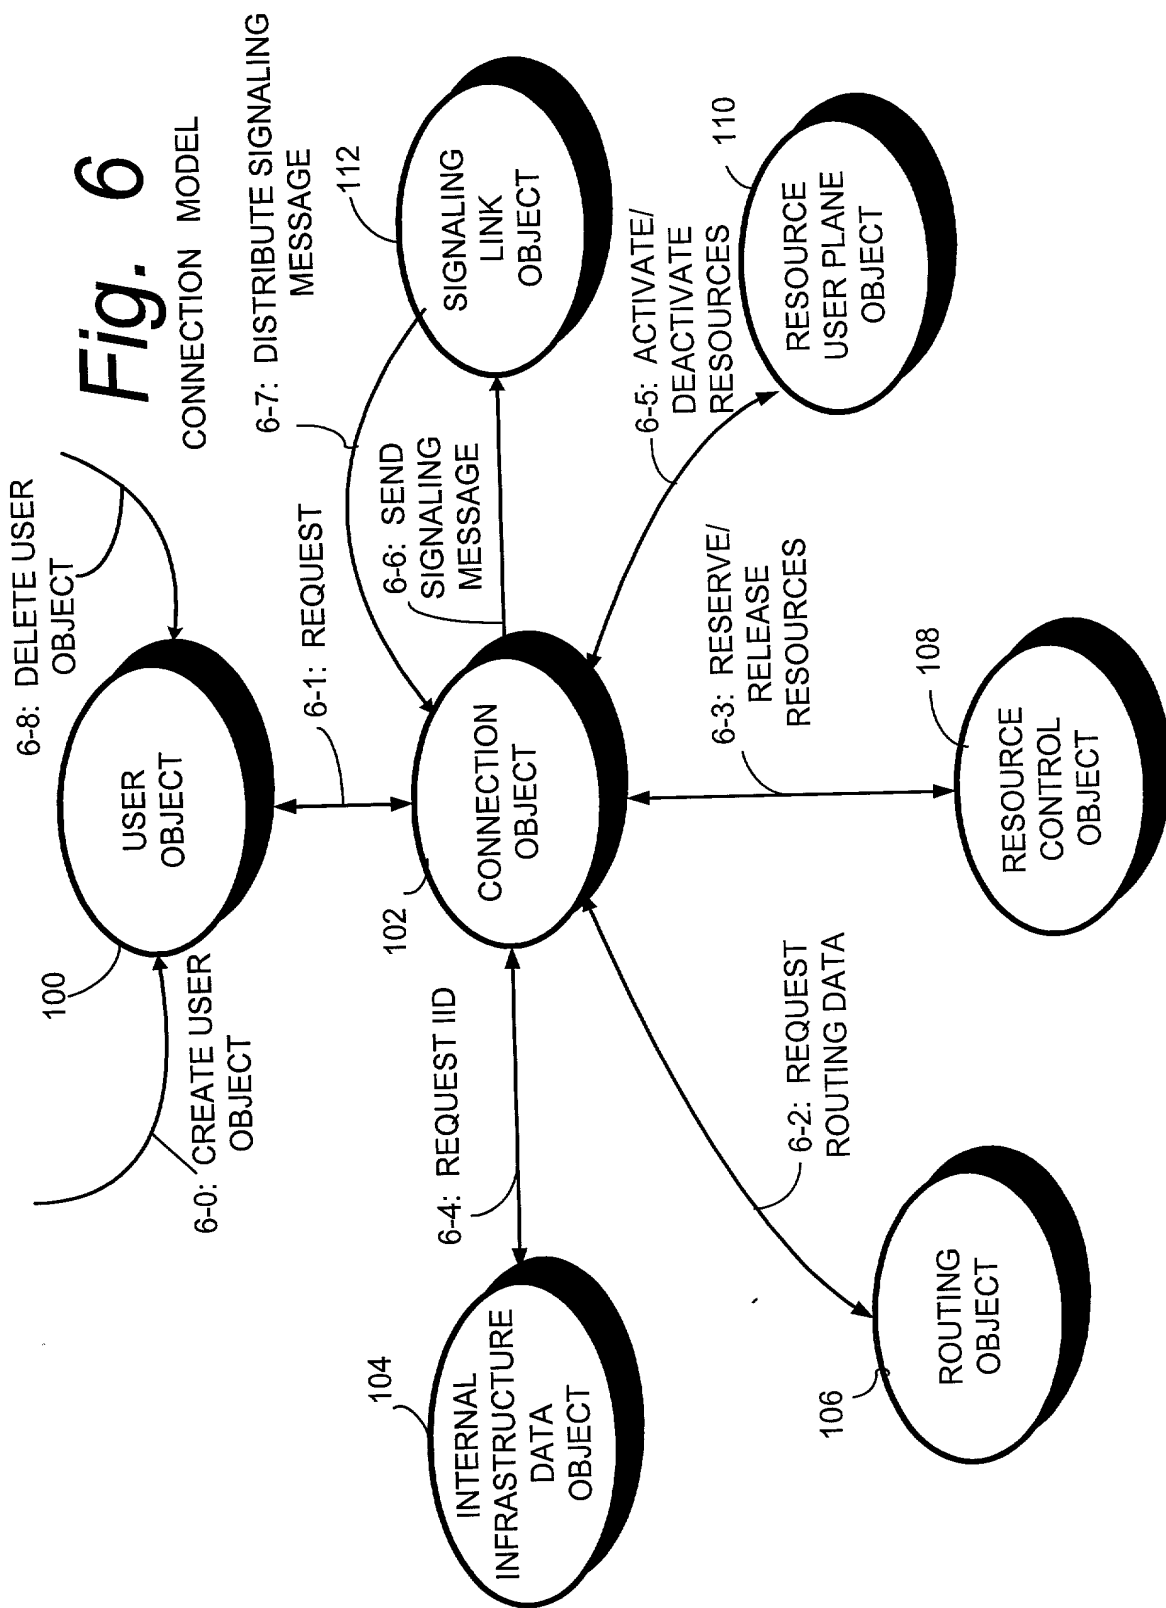 Fig. 6
CONNECTION MODEL
6-8: DELETE USER
OBJECT
USER
OBJECT
100
6-0: CREATE USER
OBJECT
6-1: REQUEST
6-7: DISTRIBUTE SIGNALING
MESSAGE
112
SIGNALING
LINK
OBJECT
6-6: SEND
SIGNALING
MESSAGE
CONNECTION
OBJECT
102
6-4: REQUEST IID
104
INTERNAL
INFRASTRUCTURE
DATA
OBJECT
6-5: ACTIVATE/
DEACTIVATE
RESOURCES
110
RESOURCE
USER PLANE
OBJECT
6-3: RESERVE/
RELEASE
RESOURCES
108
RESOURCE
CONTROL
OBJECT
6-2: REQUEST
ROUTING DATA
106
ROUTING
OBJECT